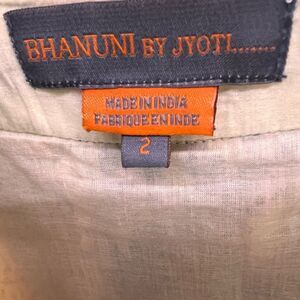 BHANUNI BY JYOTI.......
MADE IN INDIA
FABRIQUE EN INDE
2